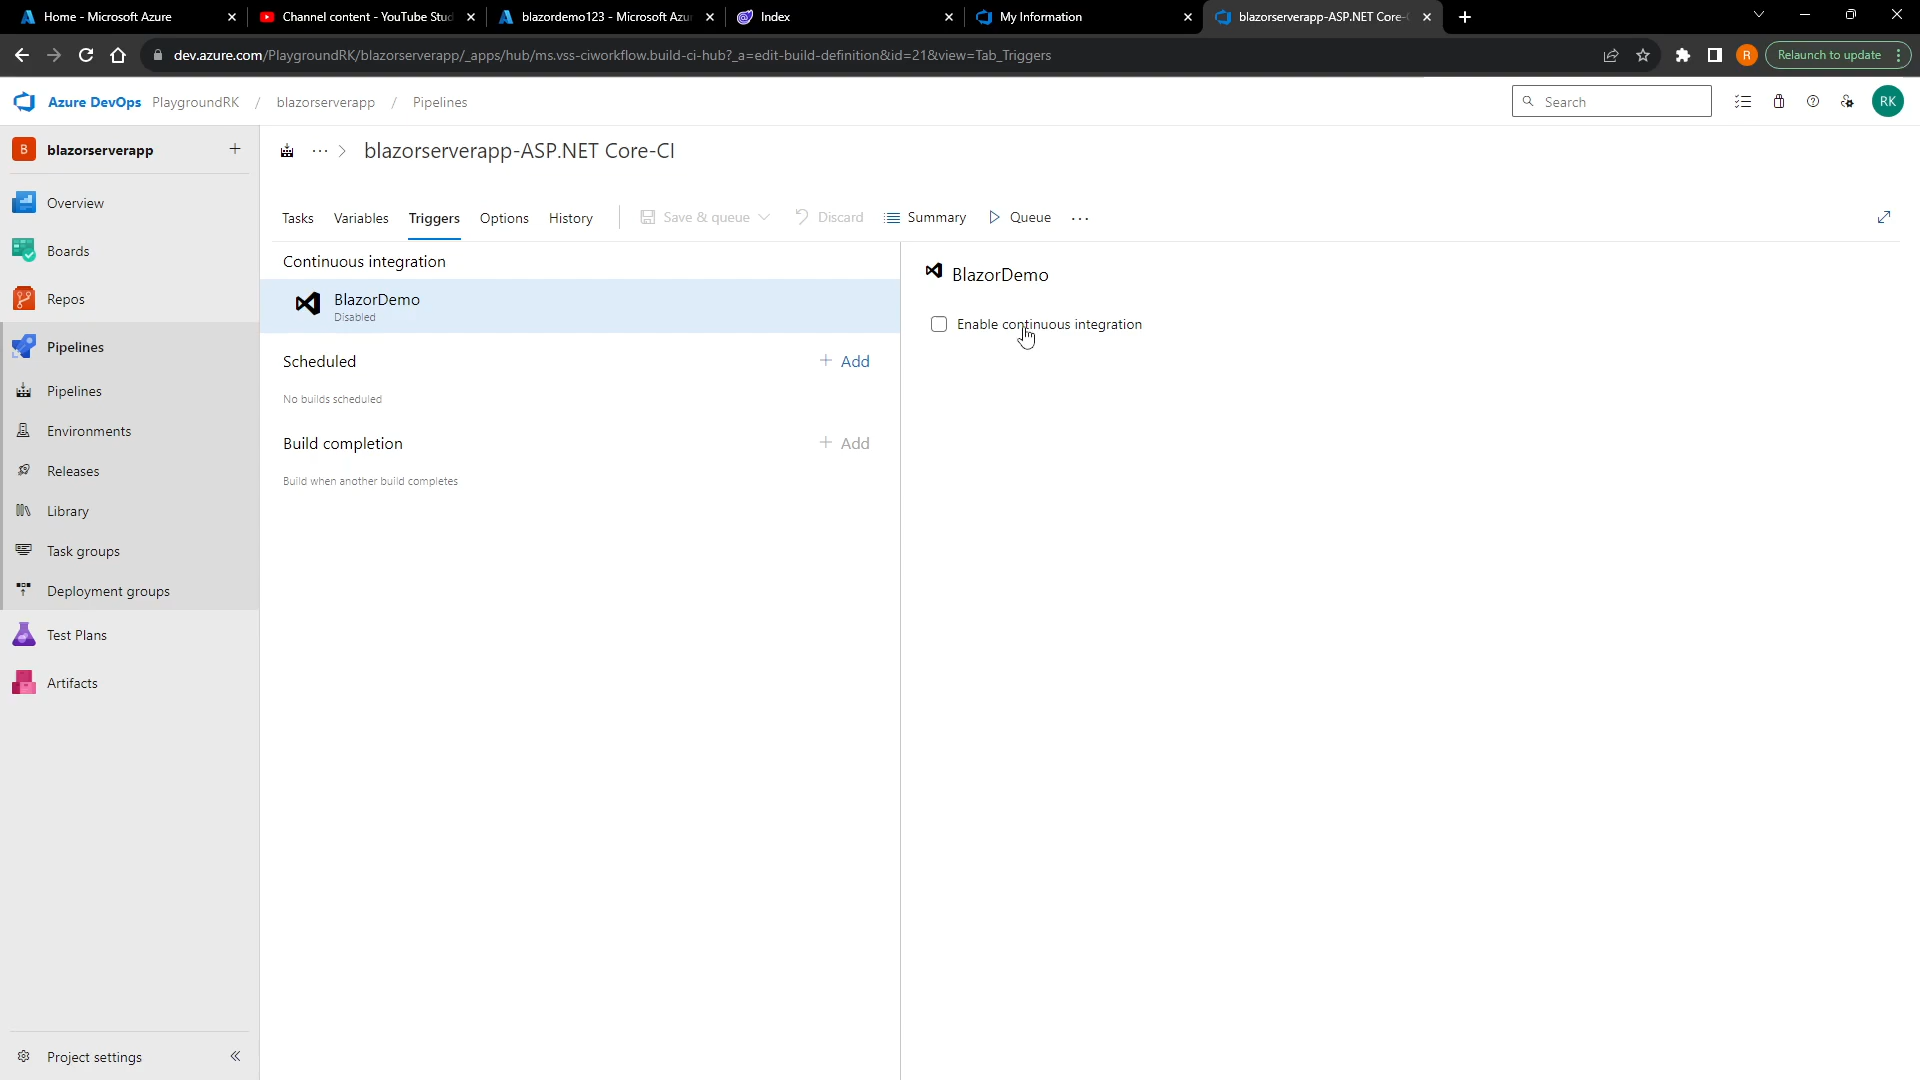 Home - Microsoft Azure
Channel content - YouTube Stud
blazordemo123 - Microsoft Azur
Index
My Information
blazorserverapp-ASP.NET Core-
dev.azure.com/PlaygroundRK/blazorserverapp/_apps/hub/ms.vss-ciworkflow.build-ci-hub?_a=edit-build-definition&id=21&view=Tab_Triggers
R
Relaunch to update
Azure DevOps PlaygroundRK / blazorserverapp / Pipelines
Search
RK
B blazorserverapp
blazorserverapp-ASP.NET Core-CI
Overview
Boards
Repos
Pipelines
Pipelines
Environments
Releases
Library
Task groups
Deployment groups
Test Plans
Artifacts
Project settings
Tasks Variables Triggers Options History Save & queue Discard Summary Queue
Continuous integration
BlazorDemo
Disabled
Scheduled
+ Add
No builds scheduled
Build completion
+ Add
Build when another build completes
BlazorDemo
Enable continuous integration